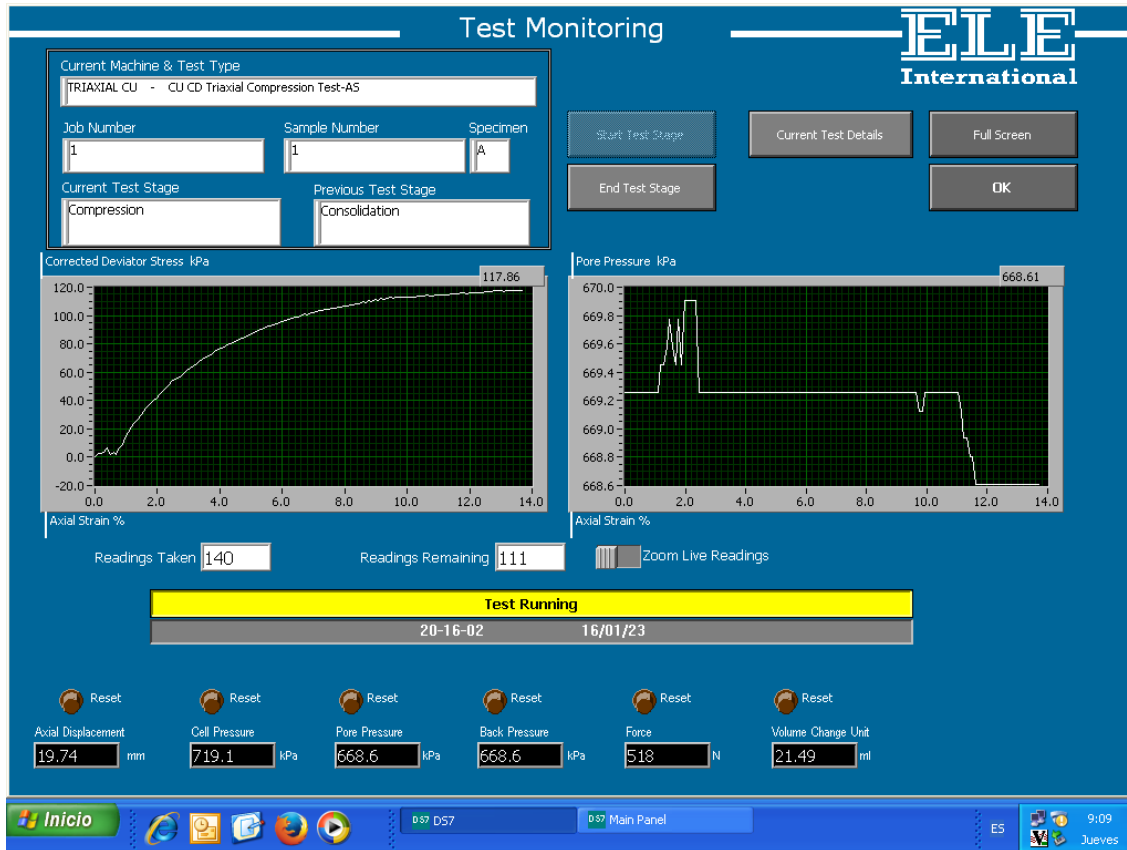 Test Monitoring
ELE
International
Current Machine & Test Type
TRIAXIAL CU - CU CD Triaxial Compression Test-AS
Job Number Sample Number Specimen
1 1 A
Current Test Stage Previous Test Stage
Compression Consolidation
Start Test Stage Current Test Details Full Screen
End Test Stage OK
Corrected Deviator Stress kPa
117.86
120.0
100.0
80.0
60.0
40.0
20.0
0.0
-20.0
0.0 2.0 4.0 6.0 8.0 10.0 12.0 14.0
Axial Strain %
Pore Pressure kPa
668.61
670.0
669.8
669.6
669.4
669.2
669.0
668.8
668.6
0.0 2.0 4.0 6.0 8.0 10.0 12.0 14.0
Axial Strain %
Readings Taken 140 Readings Remaining 111 Zoom Live Readings
Test Running
20-16-02 16/01/23
Reset Reset Reset Reset Reset Reset
Axial Displacement Cell Pressure Pore Pressure Back Pressure Force Volume Change Unit
19.74 mm 719.1 kPa 668.6 kPa 668.6 kPa 518 N 21.49 ml
Inicio DS7 DS7 DS7 Main Panel ES 9:09
Jueves